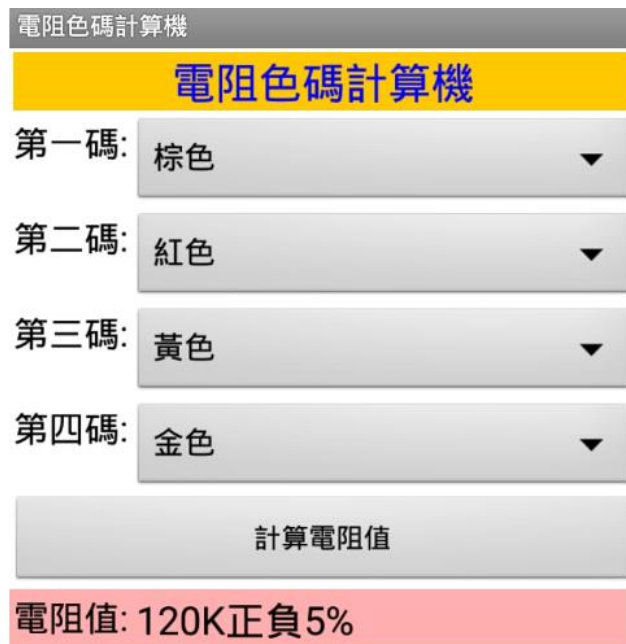 電阻色碼計算機
電阻色碼計算機
第一碼: 棕色
第二碼: 紅色
第三碼: 黃色
第四碼: 金色
計算電阻值
電阻值: 120K正負5%